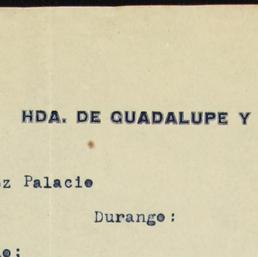 HDA. DE GUADALUPE Y
z Palacio
Durango:
o;